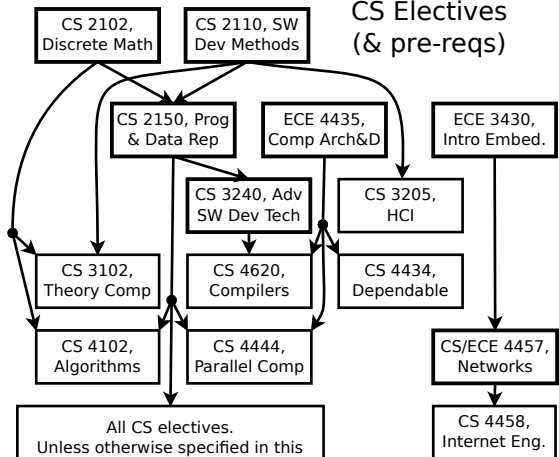 CS Electives
(& pre-reqs)
CS 2102,
Discrete Math
CS 2110, SW
Dev Methods
CS 2150, Prog
& Data Rep
ECE 4435,
Comp Arch&D
ECE 3430,
Intro Embed.
CS 3240, Adv
SW Dev Tech
CS 3205,
HCI
CS 3102,
Theory Comp
CS 4620,
Compilers
CS 4434,
Dependable
CS 4102,
Algorithms
CS 4444,
Parallel Comp
CS/ECE 4457,
Networks
All CS electives.
Unless otherwise specified in this
CS 4458,
Internet Eng.